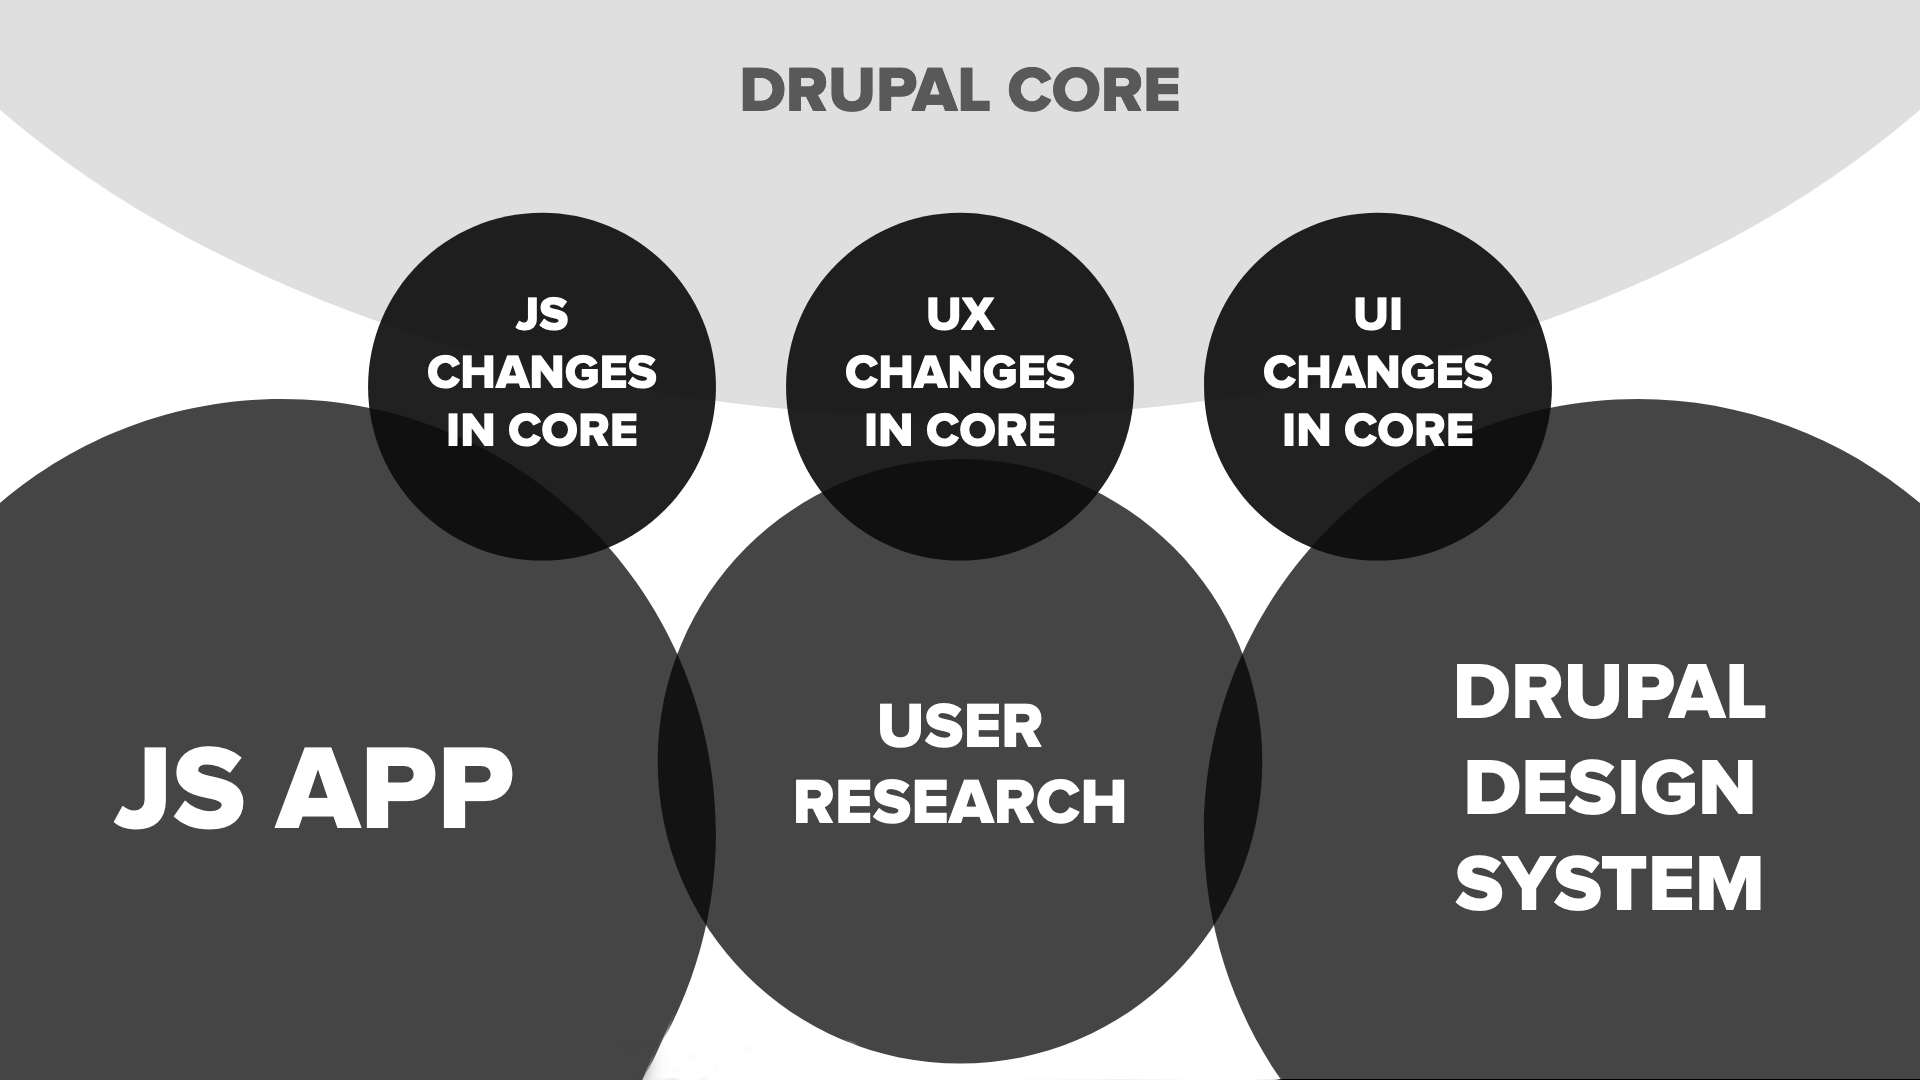 DRUPAL CORE
JS
CHANGES
IN CORE
UX
CHANGES
IN CORE
UI
CHANGES
IN CORE
JS APP
USER
RESEARCH
DRUPAL
DESIGN
SYSTEM